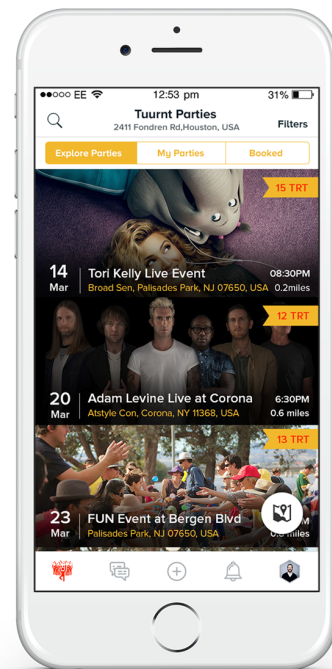 EE 12:53 pm 31%
Tuurnt Parties
2411 Fondren Rd,Houston, USA
Filters
Explore Parties My Parties Booked
15 TRT
14 Tori Kelly Live Event 08:30PM
Mar Broad Sen, Palisades Park, NJ 07650, USA 0.2miles
12 TRT
20 Adam Levine Live at Corona 6:30PM
Mar Atstyle Con, Corona, NY 11368, USA 0.6 miles
13 TRT
23 FUN Event at Bergen Blvd
Mar Palisades Park, NJ 07650, USA miles